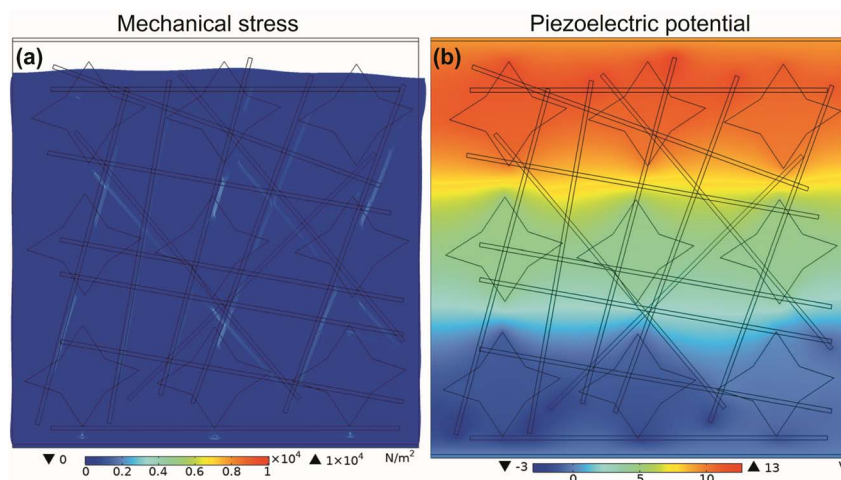 Mechanical stress
Piezoelectric potential
(a)
(b)
▼ 0
0 0.2 0.4 0.6 0.8 1
×10⁴
▲ 1×10⁴
N/m²
▼ -3
0 5 10
▲ 13
V